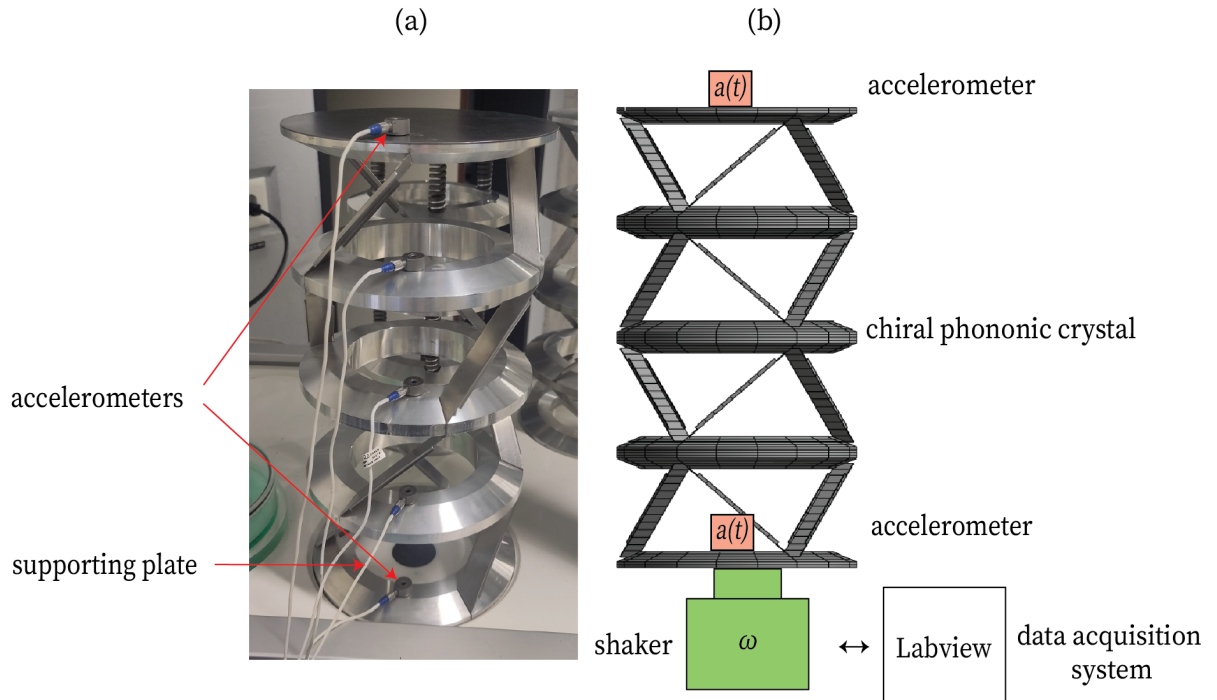 (a)
(b)
a(t)
accelerometer
chiral phononic crystal
accelerometers
a(t)
accelerometer
supporting plate
shaker
ω
Labview
data acquisition
system